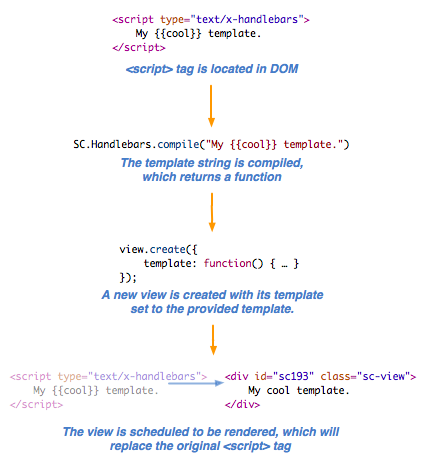 <script type="text/x-handlebars">
My {{cool}} template.
</script>
<script> tag is located in DOM
SC.Handlebars.compile("My {{cool}} template.")
The template string is compiled,
which returns a function
view.create({
template: function() { … }
});
A new view is created with its template
set to the provided template.
<script type="text/x-handlebars">
My {{cool}} template.
</script>
<div id="sc193" class="sc-view">
My cool template.
</div>
The view is scheduled to be rendered, which will
replace the original <script> tag